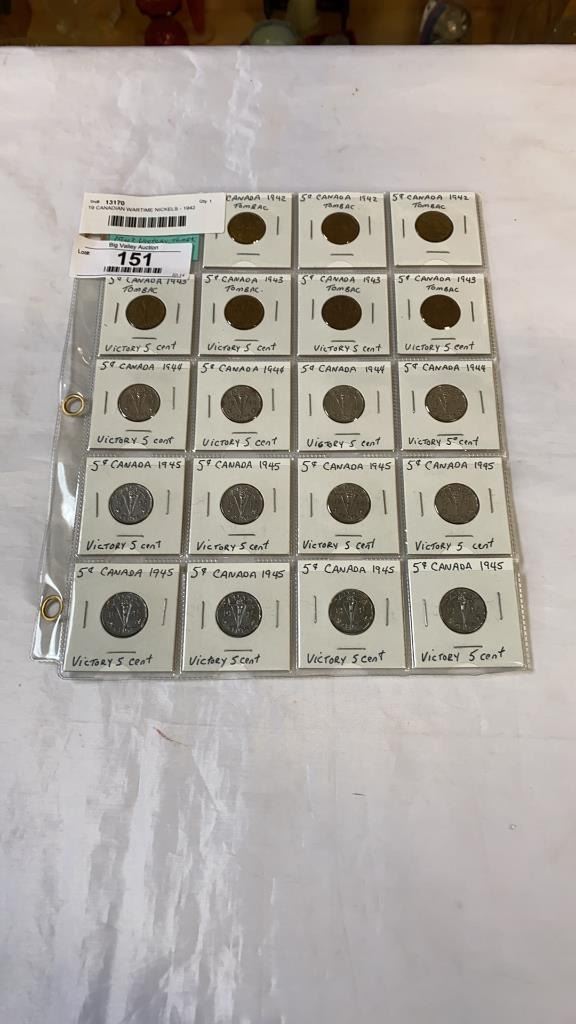 Unit# 13170 Qty 1
19 CANADIAN WARTIME NICKELS - 1942
Big Valley Auction
Lot#:
151
CANADA 1942
TOMBAC
5¢ CANADA 1942
TOMBAC
5¢ CANADA 1942
TOMBAC
5¢ CANADA 1943
TOMBAC
VICTORY 5 cent
5¢ CANADA 1943
TOMBAC
VICTORY 5 cent
5¢ CANADA 1943
TOMBAC
VICTORY 5 cent
5¢ CANADA 1943
TOMBAC
VICTORY 5 cent
5¢ CANADA 1944
VICTORY 5 cent
5¢ CANADA 1944
VICTORY 5 cent
5¢ CANADA 1944
VICTORY 5 cent
5¢ CANADA 1944
VICTORY 5 cent
5¢ CANADA 1945
VICTORY 5 cent
5¢ CANADA 1945
VICTORY 5 cent
5¢ CANADA 1945
VICTORY 5 cent
5¢ CANADA 1945
VICTORY 5 cent
5¢ CANADA 1945
VICTORY 5 cent
5¢ CANADA 1945
VICTORY 5 cent
5¢ CANADA 1945
VICTORY 5 cent
5¢ CANADA 1945
VICTORY 5 cent